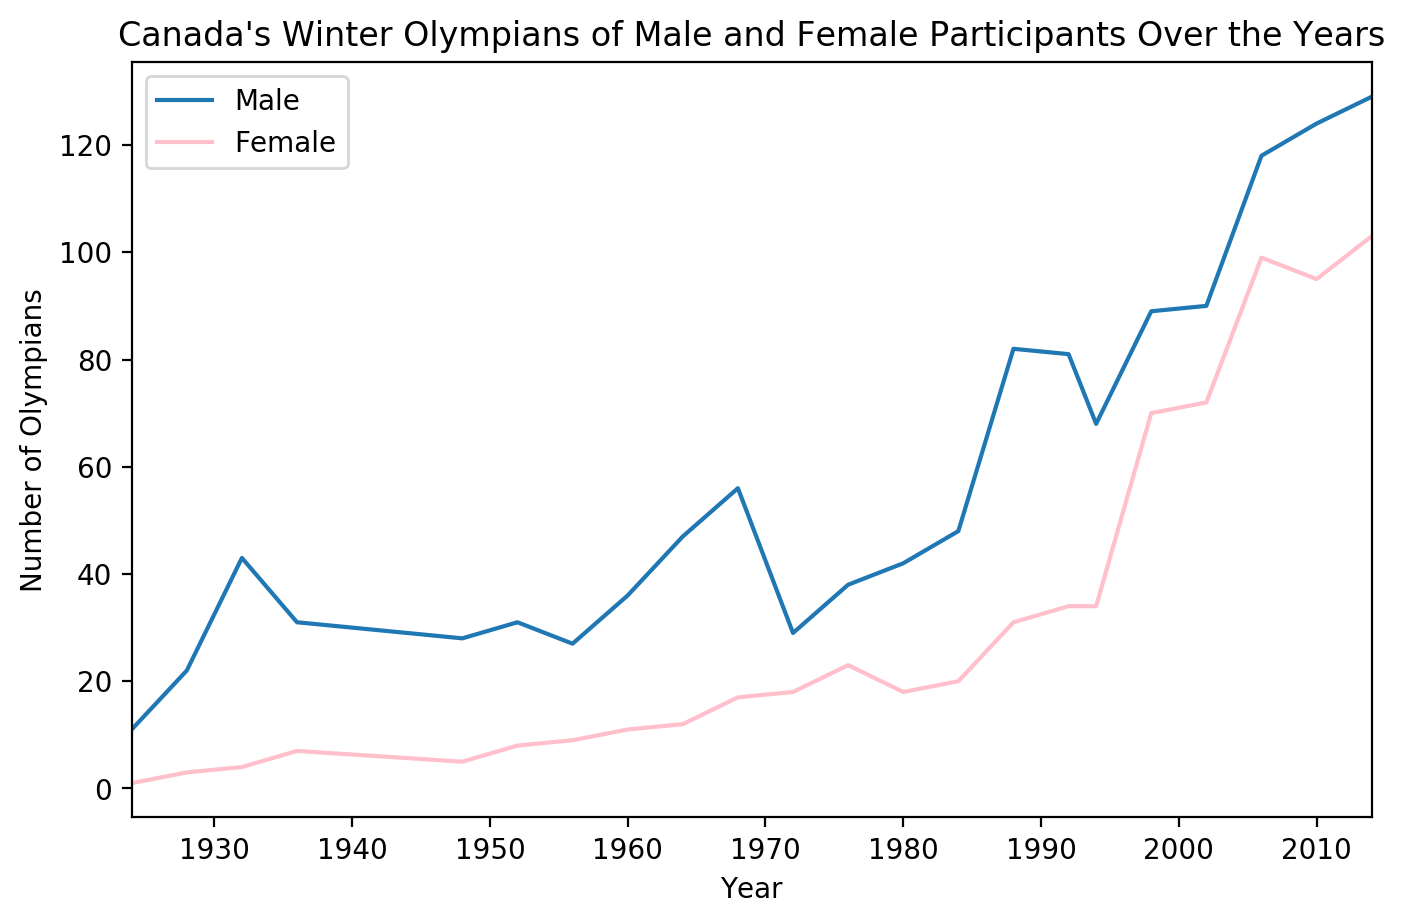 Canada's Winter Olympians of Male and Female Participants Over the Years
Male
Female
120
100
80
60
40
20
0
Number of Olympians
1930 1940 1950 1960 1970 1980 1990 2000 2010
Year